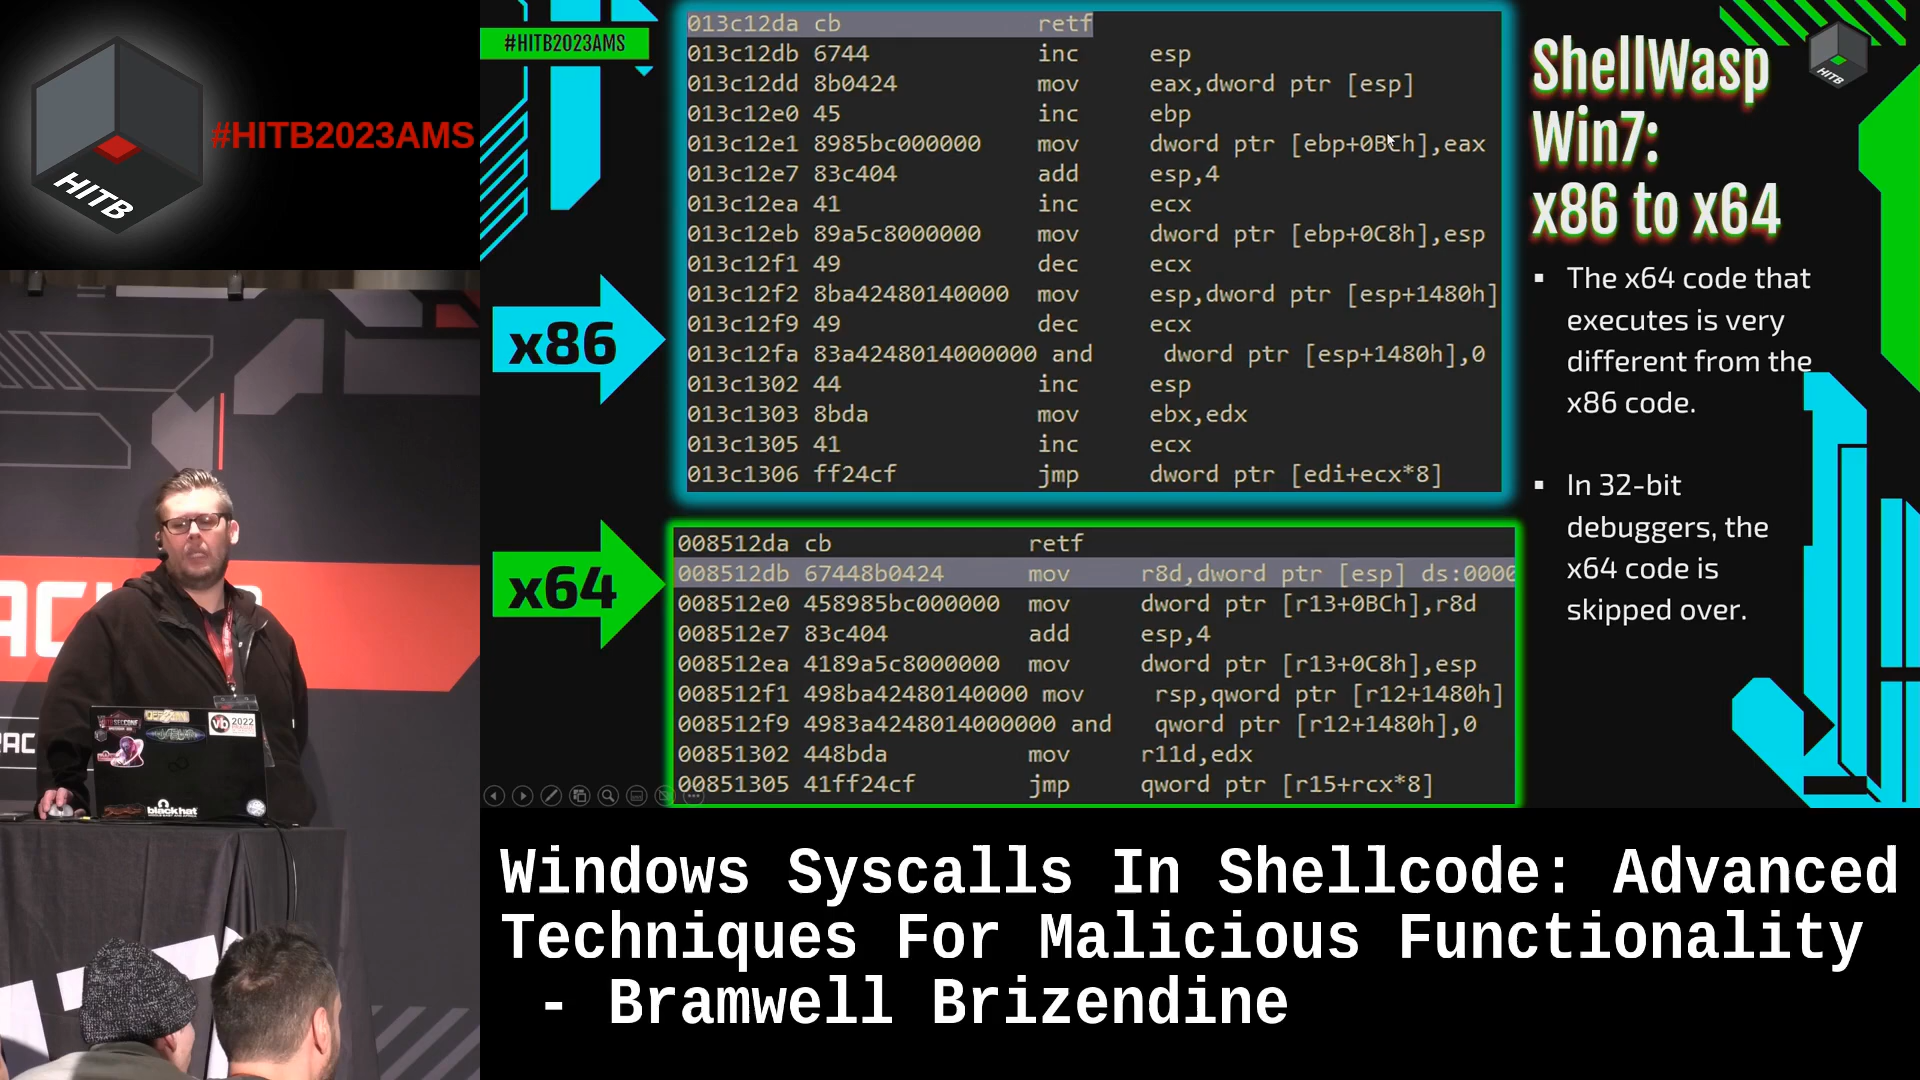 HITB
#HITB2023AMS
#HITB2023AMS
013c12da cb retf
013c12db 6744 inc esp
013c12dd 8b0424 mov eax,dword ptr [esp]
013c12e0 45 inc ebp
013c12e1 8985bc000000 mov dword ptr [ebp+0BCh],eax
013c12e7 83c404 add esp,4
013c12ea 41 inc ecx
013c12eb 89a5c8000000 mov dword ptr [ebp+0C8h],esp
013c12f1 49 dec ecx
013c12f2 8ba42480140000 mov esp,dword ptr [esp+1480h]
013c12f9 49 dec ecx
013c12fa 83a4248014000000 and dword ptr [esp+1480h],0
013c1302 44 inc esp
013c1303 8bda mov ebx,edx
013c1305 41 inc ecx
013c1306 ff24cf jmp dword ptr [edi+ecx*8]
x86
x64
008512da cb retf
008512db 67448b0424 mov r8d,dword ptr [esp] ds:0000
008512e0 458985bc000000 mov dword ptr [r13+0BCh],r8d
008512e7 83c404 add esp,4
008512ea 4189a5c8000000 mov dword ptr [r13+0C8h],esp
008512f1 498ba42480140000 mov rsp,qword ptr [r12+1480h]
008512f9 4983a4248014000000 and qword ptr [r12+1480h],0
00851302 448bda mov r11d,edx
00851305 41ff24cf jmp qword ptr [r15+rcx*8]
ShellWasp
Win7:
x86 to x64
HITB
▪ The x64 code that
executes is very
different from the
x86 code.
▪ In 32-bit
debuggers, the
x64 code is
skipped over.
vb 2022
black hat
Windows Syscalls In Shellcode: Advanced
Techniques For Malicious Functionality
- Bramwell Brizendine